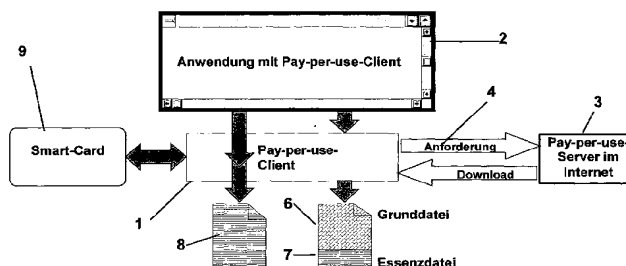 9
2
Anwendung mit Pay-per-use-Client
4
3
Smart-Card
Pay-per-use-
Client
Anforderung
Download
Pay-per-use-
Server im
Internet
1
6
Grunddatei
8
7
Essenzdatei